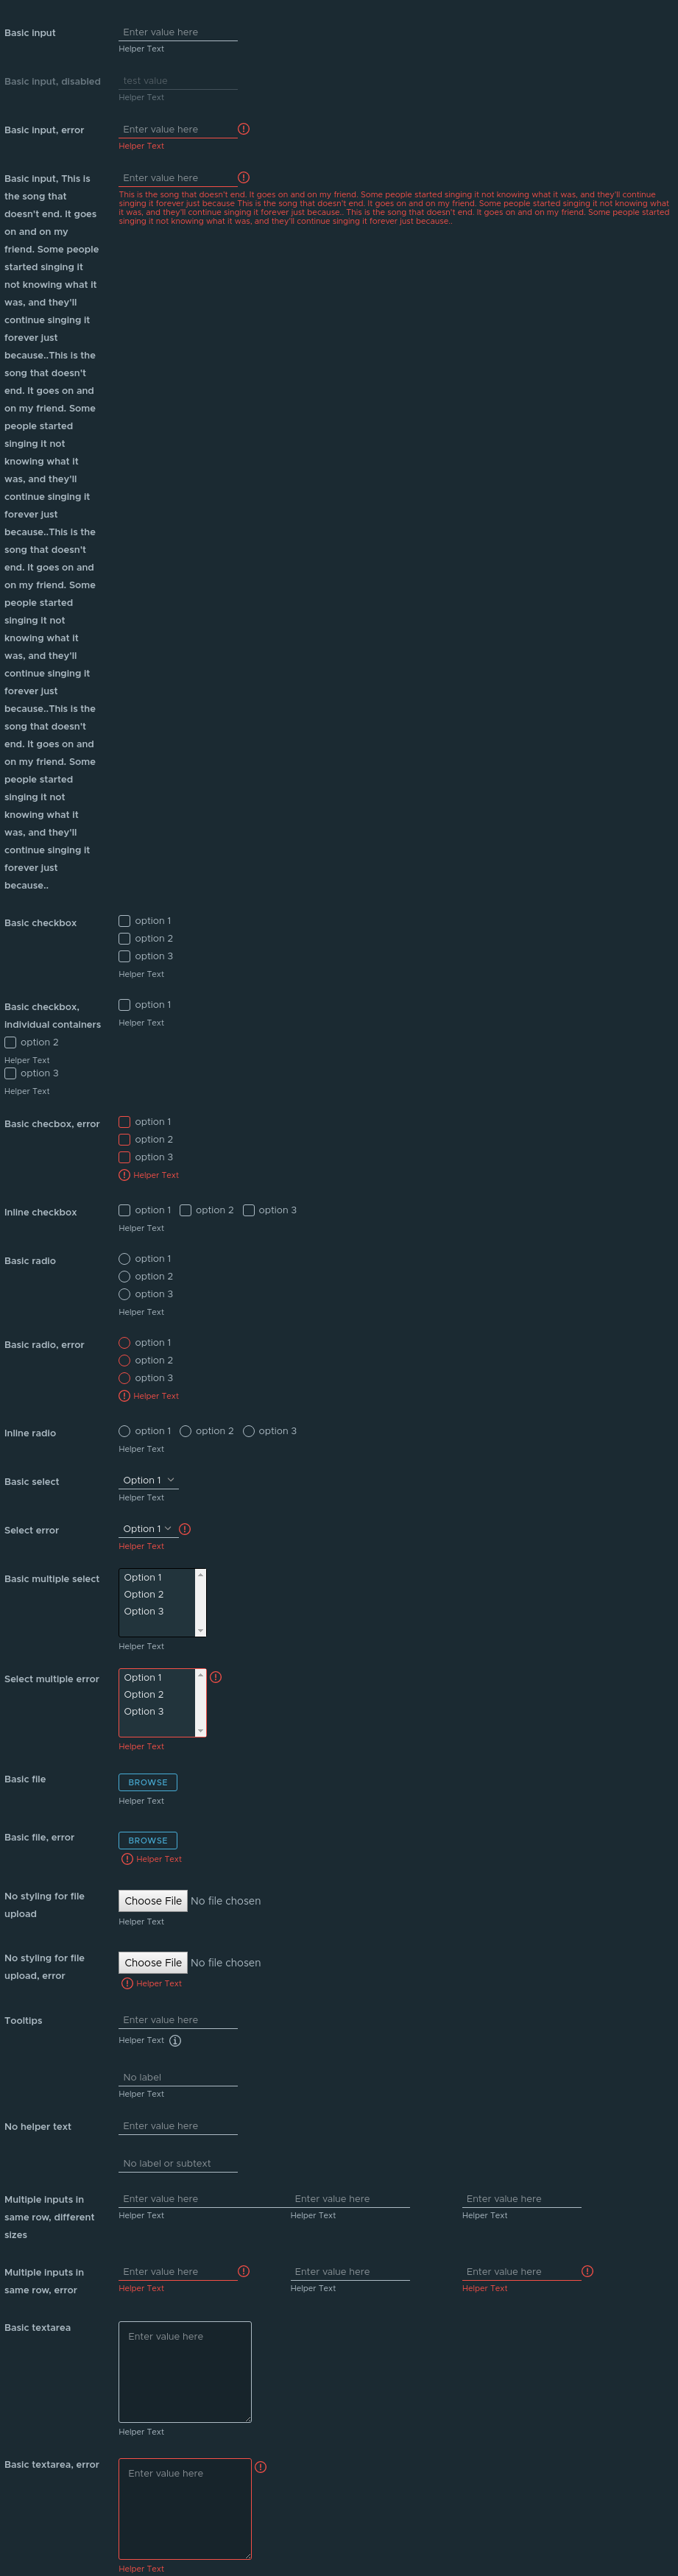 Basic input
Enter value here
Helper Text
Basic input, disabled
test value
Helper Text
Basic input, error
Enter value here
Helper Text
Basic input, This is
the song that
doesn't end. It goes
on and on my
friend. Some people
started singing it
not knowing what it
was, and they'll
continue singing it
forever just
because..This is the
song that doesn't
end. It goes on and
on my friend. Some
people started
singing it not
knowing what it
was, and they'll
continue singing it
forever just
because..This is the
song that doesn't
end. It goes on and
on my friend. Some
people started
singing it not
knowing what it
was, and they'll
continue singing it
forever just
because..This is the
song that doesn't
end. It goes on and
on my friend. Some
people started
singing it not
knowing what it
was, and they'll
continue singing it
forever just
because..
Enter value here
This is the song that doesn't end. It goes on and on my friend. Some people started singing it not knowing what it was, and they'll continue
singing it forever just because This is the song that doesn't end. It goes on and on my friend. Some people started singing it not knowing what
it was, and they'll continue singing it forever just because.. This is the song that doesn't end. It goes on and on my friend. Some people started
singing it not knowing what it was, and they'll continue singing it forever just because..
Basic checkbox
option 1
option 2
option 3
Helper Text
Basic checkbox,
individual containers
option 1
Helper Text
option 2
Helper Text
option 3
Helper Text
Basic checbox, error
option 1
option 2
option 3
Helper Text
Inline checkbox
option 1 option 2 option 3
Helper Text
Basic radio
option 1
option 2
option 3
Helper Text
Basic radio, error
option 1
option 2
option 3
Helper Text
Inline radio
option 1 option 2 option 3
Helper Text
Basic select
Option 1
Helper Text
Select error
Option 1
Helper Text
Basic multiple select
Option 1
Option 2
Option 3
Helper Text
Select multiple error
Option 1
Option 2
Option 3
Helper Text
Basic file
BROWSE
Helper Text
Basic file, error
BROWSE
Helper Text
No styling for file
upload
Choose File No file chosen
Helper Text
No styling for file
upload, error
Choose File No file chosen
Helper Text
Tooltips
Enter value here
Helper Text
No label
Helper Text
No helper text
Enter value here
No label or subtext
Multiple inputs in
same row, different
sizes
Enter value here Enter value here Enter value here
Helper Text Helper Text Helper Text
Multiple inputs in
same row, error
Enter value here Enter value here Enter value here
Helper Text Helper Text Helper Text
Basic textarea
Enter value here
Helper Text
Basic textarea, error
Enter value here
Helper Text